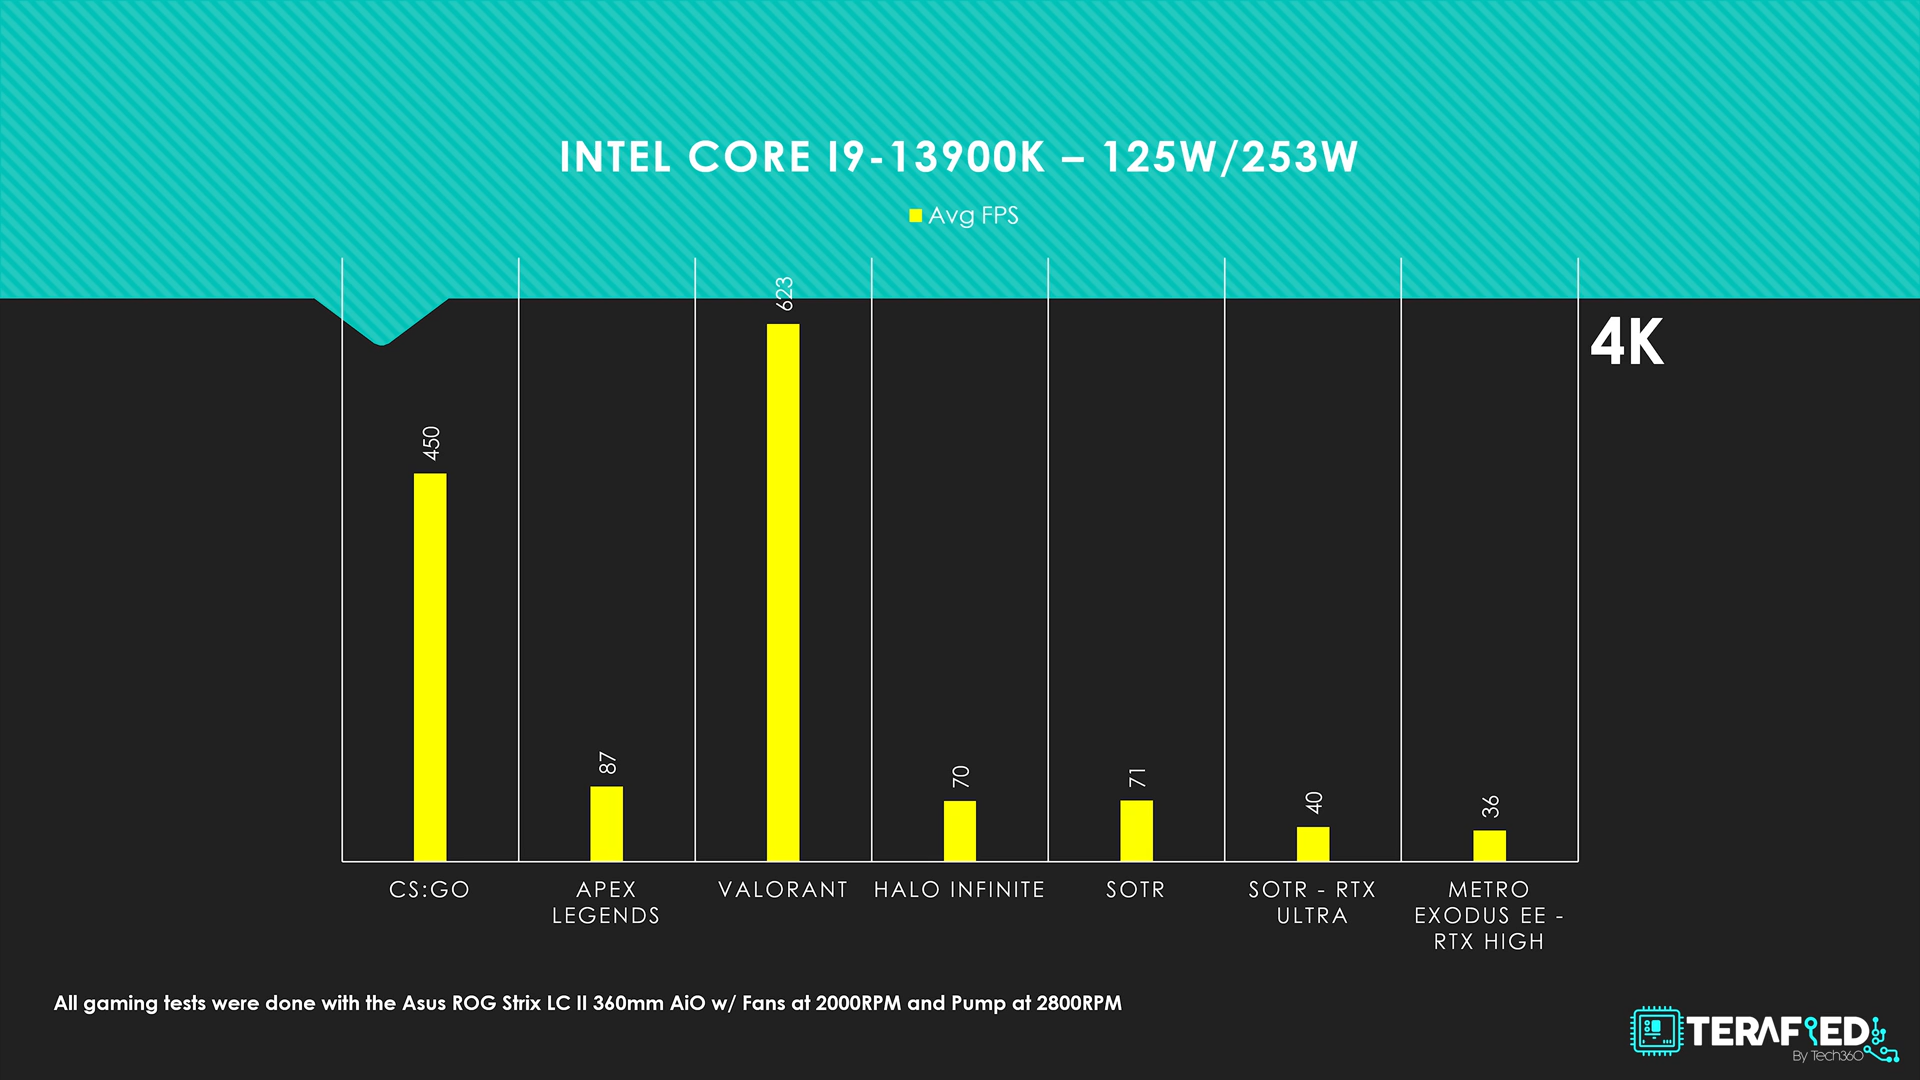 INTEL CORE I9-13900K – 125W/253W
Avg FPS
4K
450
87
623
70
71
40
36
CS:GO
APEX
LEGENDS
VALORANT
HALO INFINITE
SOTR
SOTR - RTX
ULTRA
METRO
EXODUS EE -
RTX HIGH
All gaming tests were done with the Asus ROG Strix LC II 360mm AiO w/ Fans at 2000RPM and Pump at 2800RPM
TERAFIED
By Tech360